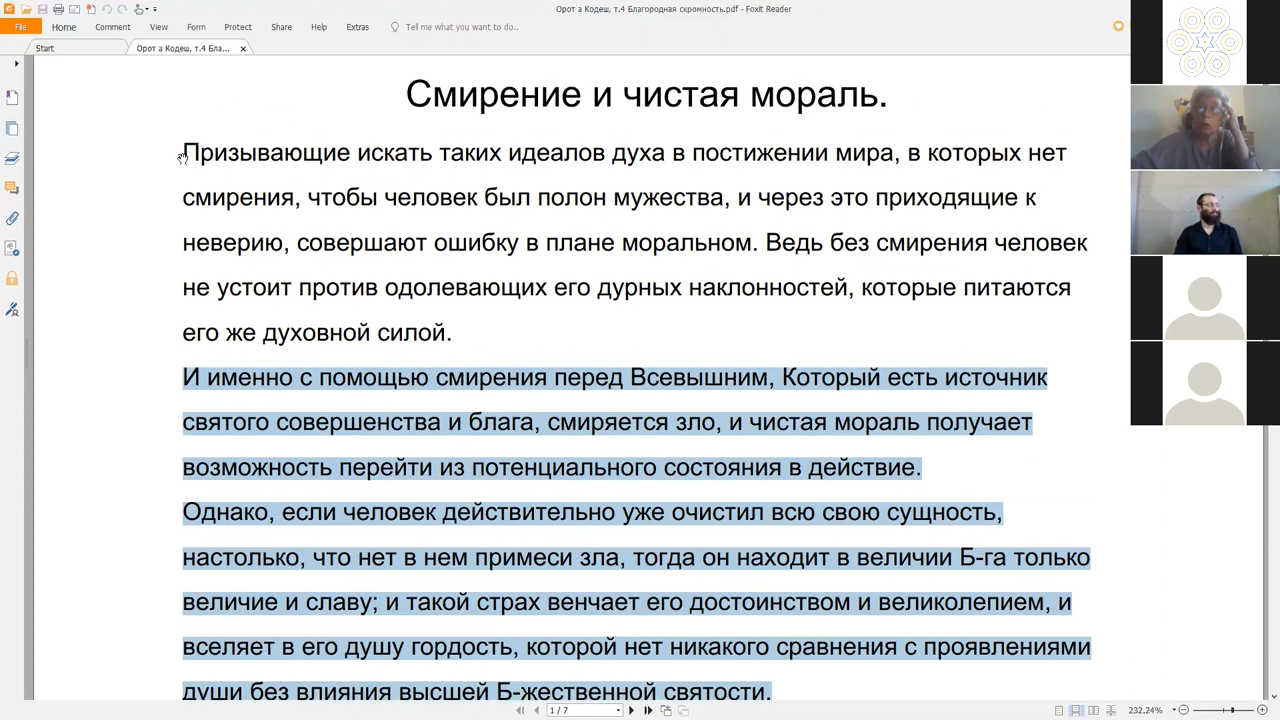 Орот а Кодеш, т.4 Благородная скромность.pdf - Foxit Reader
File Home Comment View Form Protect Share Help Extras Tell me what you want to do..
Start Орот а Кодеш, т.4 Бла...
Смирение и чистая мораль.
Призывающие искать таких идеалов духа в постижении мира, в которых нет
смирения, чтобы человек был полон мужества, и через это приходящие к
неверию, совершают ошибку в плане моральном. Ведь без смирения человек
не устоит против одолевающих его дурных наклонностей, которые питаются
его же духовной силой.
И именно с помощью смирения перед Всевышним, Который есть источник
святого совершенства и блага, смиряется зло, и чистая мораль получает
возможность перейти из потенциального состояния в действие.
Однако, если человек действительно уже очистил всю свою сущность,
настолько, что нет в нем примеси зла, тогда он находит в величии Б-га только
величие и славу; и такой страх венчает его достоинством и великолепием, и
вселяет в его душу гордость, которой нет никакого сравнения с проявлениями
души без влияния высшей Б-жественной святости.
1 / 7 232.24%